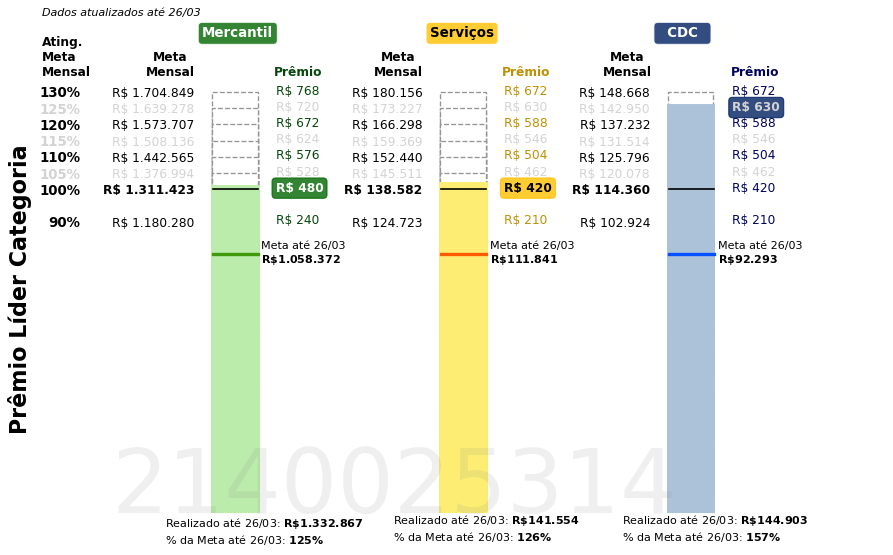 Dados atualizados até 26/03
Mercantil Serviços CDC
Ating. Meta Mensal Meta Mensal Prêmio Meta Mensal Prêmio Meta Mensal Prêmio
130% R$ 1.704.849 R$ 768 R$ 180.156 R$ 672 R$ 148.668 R$ 672
125% R$ 1.639.278 R$ 720 R$ 173.227 R$ 630 R$ 142.950 R$ 630
120% R$ 1.573.707 R$ 672 R$ 166.298 R$ 588 R$ 137.232 R$ 588
115% R$ 1.508.136 R$ 624 R$ 159.369 R$ 546 R$ 131.514 R$ 546
110% R$ 1.442.565 R$ 576 R$ 152.440 R$ 504 R$ 125.796 R$ 504
105% R$ 1.376.994 R$ 528 R$ 145.511 R$ 462 R$ 120.078 R$ 462
100% R$ 1.311.423 R$ 480 R$ 138.582 R$ 420 R$ 114.360 R$ 420
90% R$ 1.180.280 R$ 240 R$ 124.723 R$ 210 R$ 102.924 R$ 210
Meta até 26/03 Meta até 26/03 Meta até 26/03
R$1.058.372 R$111.841 R$92.293
Prêmio Líder Categoria
2140025314
Realizado até 26/03: R$1.332.867 Realizado até 26/03: R$141.554 Realizado até 26/03: R$144.903
% da Meta até 26/03: 125% % da Meta até 26/03: 126% % da Meta até 26/03: 157%